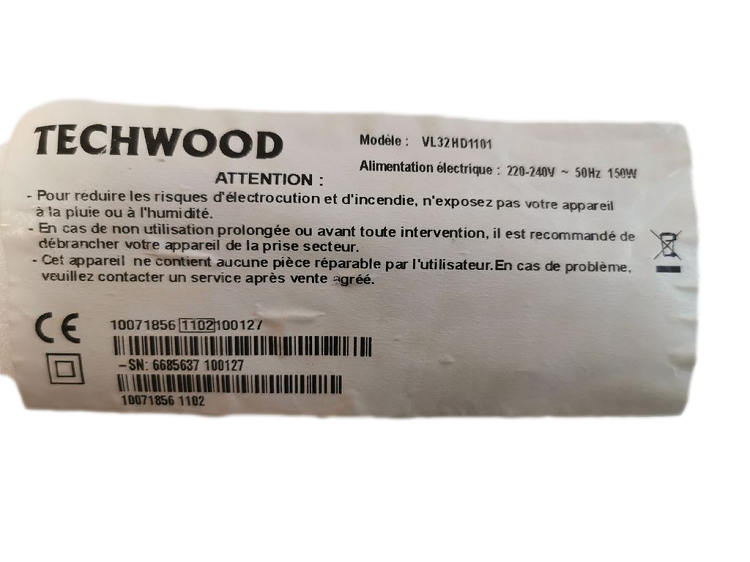 TECHWOOD
Modèle : VL32HD1101
Alimentation électrique : 220-240V ~ 50Hz 150W
ATTENTION :
- Pour réduire les risques d'électrocution et d'incendie, n'exposez pas votre appareil
à la pluie ou à l'humidité.
- En cas de non utilisation prolongée ou avant toute intervention, il est recommandé de
débrancher votre appareil de la prise secteur.
- Cet appareil ne contient aucune pièce réparable par l'utilisateur.En cas de problème,
veuillez contacter un service après vente agréé.
CE
10071856 1102 100127
-SN: 6685637 100127
10071856 1102